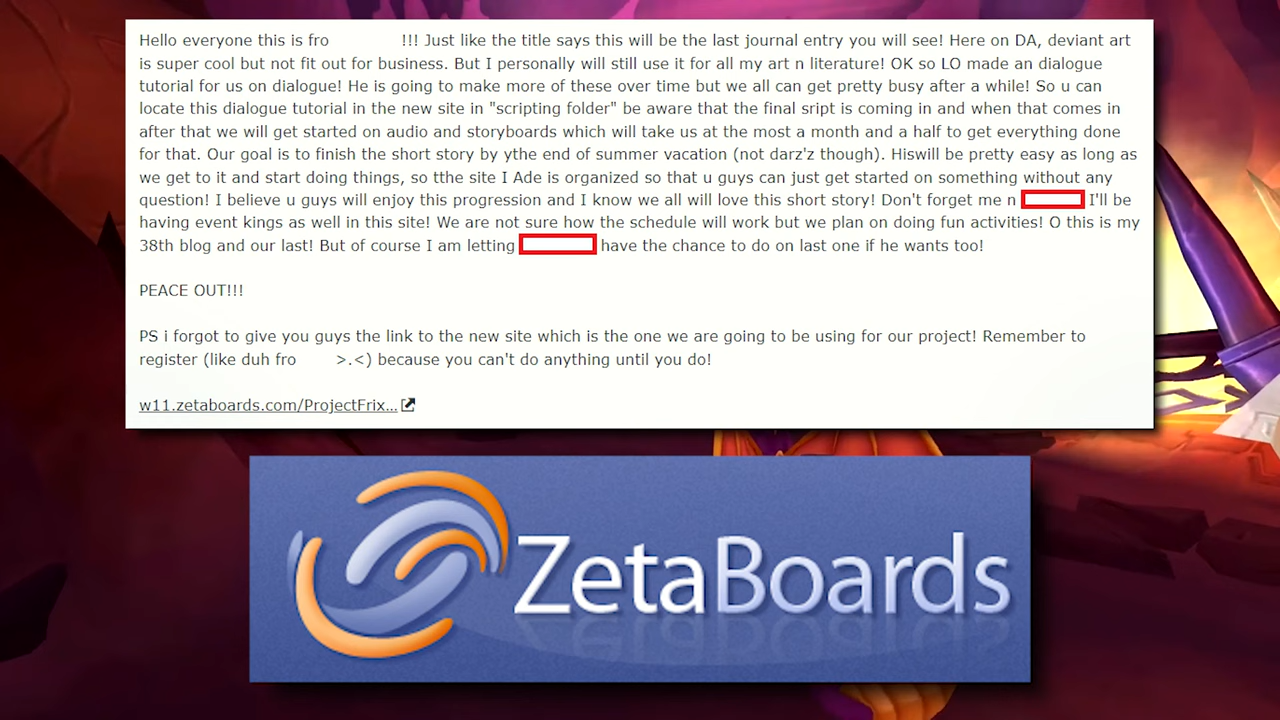 Hello everyone this is fro !!! Just like the title says this will be the last journal entry you will see! Here on DA, deviant art
is super cool but not fit out for business. But I personally will still use it for all my art n literature! OK so LO made an dialogue
tutorial for us on dialogue! He is going to make more of these over time but we all can get pretty busy after a while! So u can
locate this dialogue tutorial in the new site in "scripting folder" be aware that the final sript is coming in and when that comes in
after that we will get started on audio and storyboards which will take us at the most a month and a half to get everything done
for that. Our goal is to finish the short story by ythe end of summer vacation (not darz'z though). Hiswill be pretty easy as long as
we get to it and start doing things, so tthe site I Ade is organized so that u guys can just get started on something without any
question! I believe u guys will enjoy this progression and I know we all will love this short story! Don't forget me n I'll be
having event kings as well in this site! We are not sure how the schedule will work but we plan on doing fun activities! O this is my
38th blog and our last! But of course I am letting have the chance to do on last one if he wants too!
PEACE OUT!!!
PS i forgot to give you guys the link to the new site which is the one we are going to be using for our project! Remember to
register (like duh fro >.<) because you can't do anything until you do!
w11.zetaboards.com/ProjectFrix...
ZetaBoards